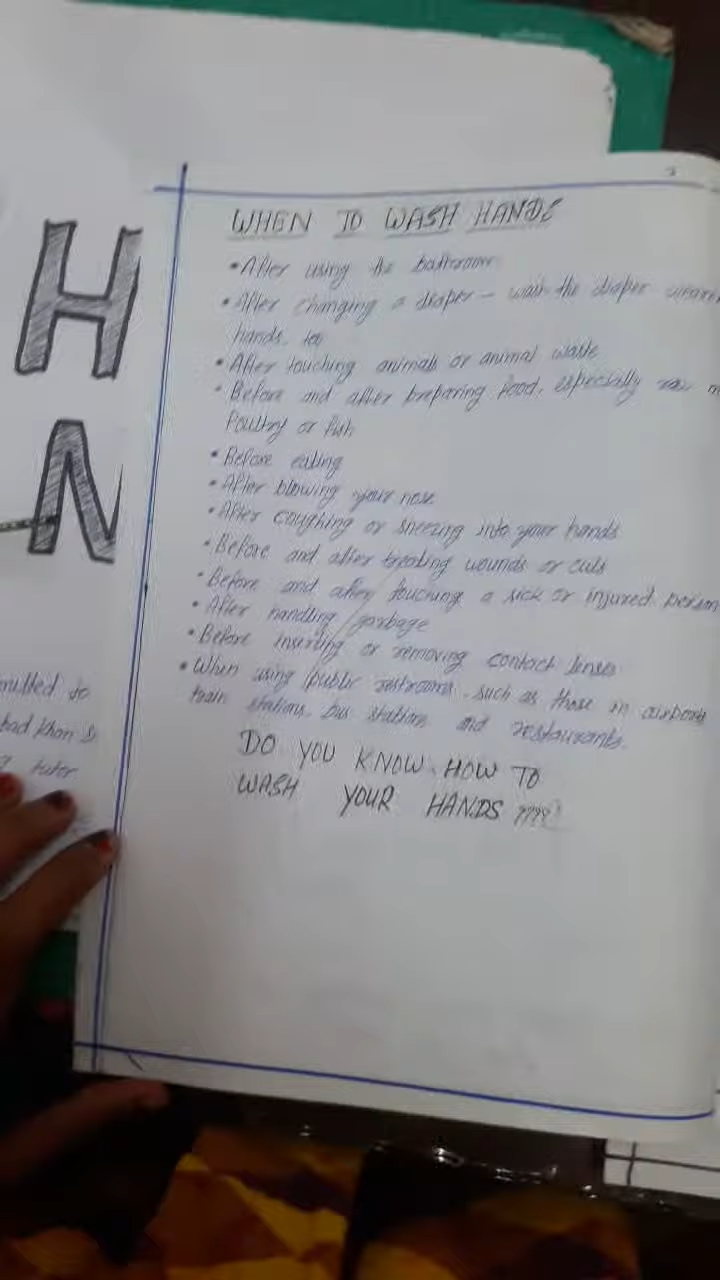 H
N
WHEN TO WASH HANDS
• After using the bathroom
• After changing a diaper – wash the diaper
hands, too
• After touching animals or animal waste
• Before and after preparing food, especially raw
Poultry or fish
• Before eating
• After blowing your nose
• After coughing or sneezing into your hands
• Before and after treating wounds or cuts
• Before and after touching a sick or injured person
• After handling garbage
• Before inserting or removing contact lenses
• When using public restrooms, such as those in airports
train stations, bus stations and restaurants.
DO YOU KNOW HOW TO
WASH YOUR HANDS ????
to
Khan
tutor